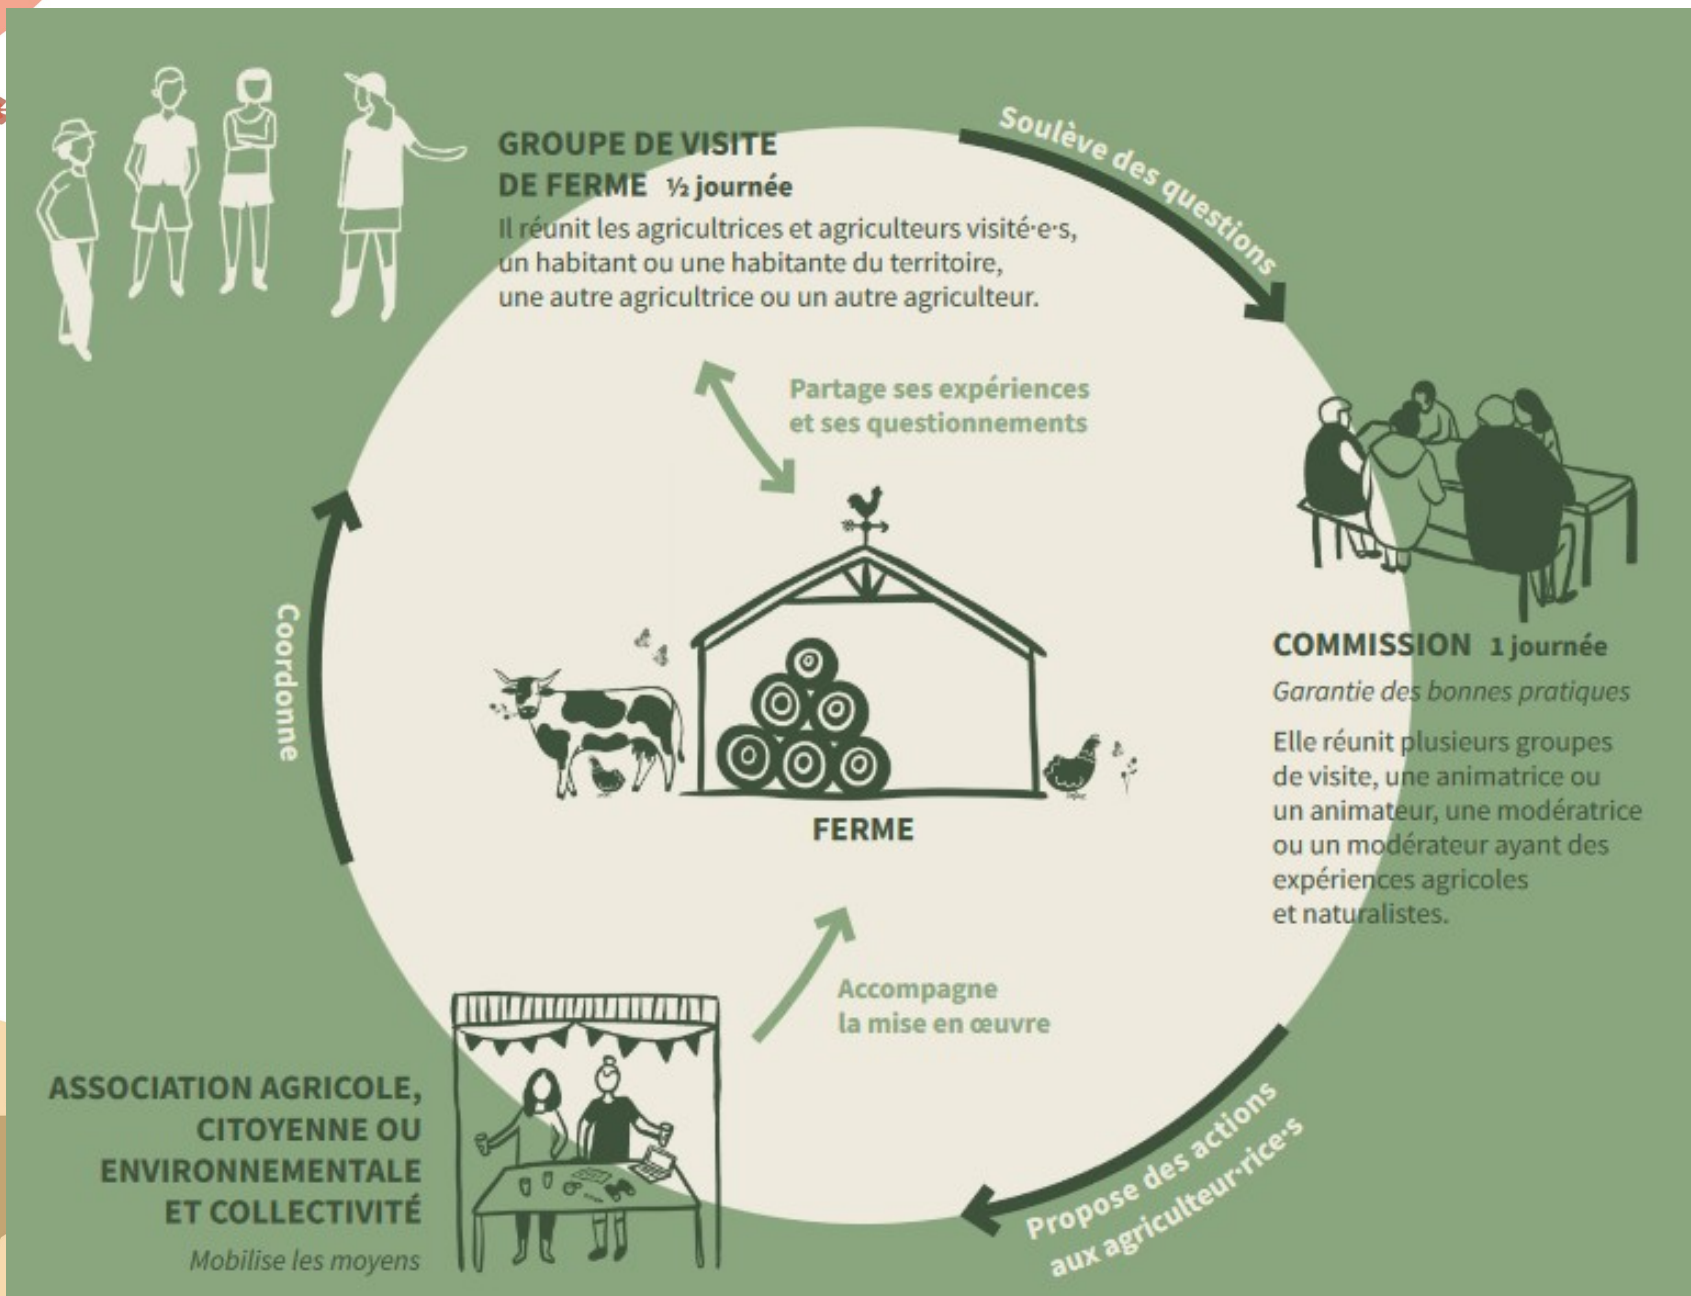 GROUPE DE VISITE
DE FERME ½ journée
Il réunit les agricultrices et agriculteurs visité·e·s,
un habitant ou une habitante du territoire,
une autre agricultrice ou un autre agriculteur.
Soulève des questions
Partage ses expériences
et ses questionnements
COMMISSION 1 journée
Garantie des bonnes pratiques
Elle réunit plusieurs groupes
de visite, une animatrice ou
un animateur, une modératrice
ou un modérateur ayant des
expériences agricoles
et naturalistes.
Coordonne
FERME
Accompagne
la mise en œuvre
Propose des actions
aux agriculteur·rice·s
ASSOCIATION AGRICOLE,
CITOYENNE OU
ENVIRONNEMENTALE
ET COLLECTIVITÉ
Mobilise les moyens